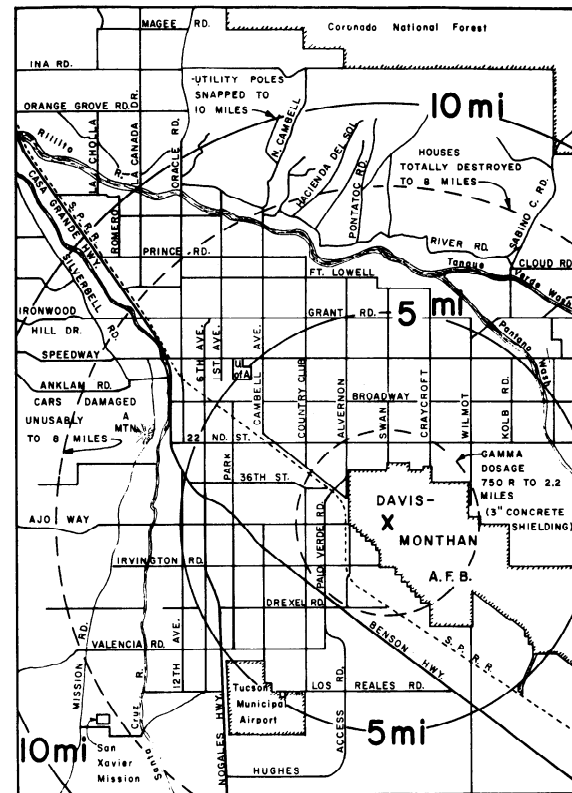 MAGEE RD.
Coronado National Forest
INA RD.
UTILITY POLES
SNAPPED TO
10 MILES
10 mi
ORANGE GROVE RD.
Rillito
R.
LA CHOLLA
LA CANADA DR.
ORACLE RD.
N. CAMBELL
HACIENDA DEL SOL
PONTATOC RD.
HOUSES
TOTALLY DESTROYED
TO 8 MILES
SABINO C. RD.
S. P. R. R.
CASA GRANDE HWY.
SILVERBELL RD.
ROMERO
PRINCE RD.
RIVER RD.
FT. LOWELL
Tanque
Verde Wash
CLOUD RD
IRONWOOD
HILL DR.
GRANT RD.
5 mi
Pantano
Wash
SPEEDWAY
6TH AVE.
1ST AVE.
U
of A
CAMBELL AVE.
COUNTRY CLUB
ALVERNON
SWAN
CRAYCROFT
WILMOT
KOLB RD.
ANKLAM RD.
BROADWAY
CARS DAMAGED
UNUSABLY
TO 8 MILES
A
MTN.
22 ND. ST.
PARK
36TH ST.
GAMMA
DOSAGE
750 R TO 2.2
MILES
(3" CONCRETE
SHIELDING)
DAVIS-
X
MONTHAN
A.F.B.
AJO WAY
PALO VERDE RD.
IRVINGTON RD.
DREXEL RD.
BENSON HWY
S. P. R. R.
MISSION RD.
VALENCIA RD.
12TH AVE.
Tucson
Municipal
Airport
LOS REALES RD.
ACCESS RD.
5 mi
10 mi
San
Xavier
Mission
Santa
Cruz
R.
NOGALES HWY
HUGHES